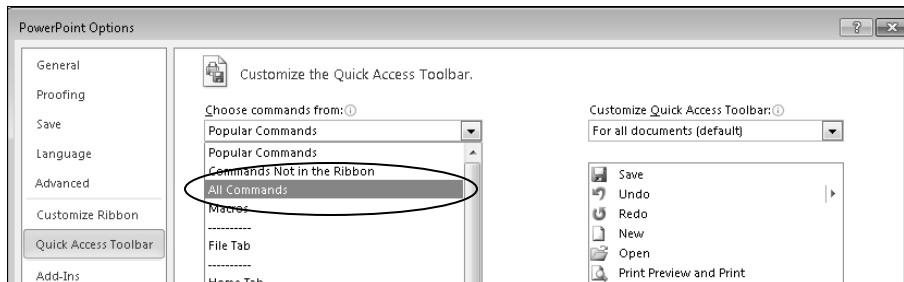 PowerPoint Options
General
Proofing
Save
Language
Advanced
Customize Ribbon
Quick Access Toolbar
Add-Ins
Customize the Quick Access Toolbar.
Choose commands from:
Popular Commands
Popular Commands
Commands Not in the Ribbon
All Commands
Macros
----------
File Tab
----------
Home Tab
Customize Quick Access Toolbar:
For all documents (default)
Save
Undo
Redo
New
Open
Print Preview and Print